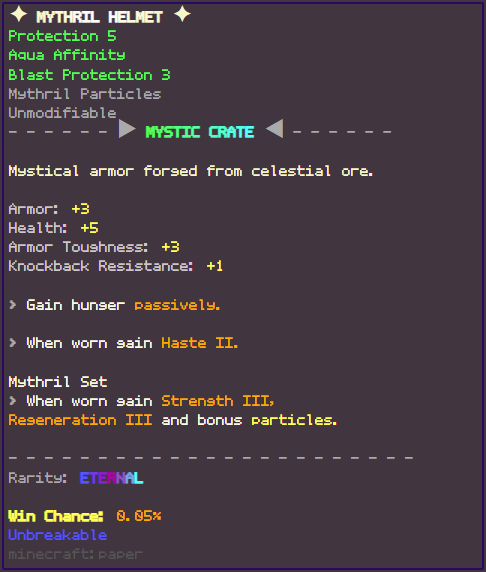 ✦ MYTHRIL HELMET ✦
Protection 5
Aqua Affinity
Blast Protection 3
Mythril Particles
Unmodifiable
- - - - - - ▶ MYSTIC CRATE ◀ - - - - - -
Mystical armor forged from celestial ore.
Armor: +3
Health: +5
Armor Toughness: +3
Knockback Resistance: +1
> Gain hunger passively.
> When worn gain Haste II.
Mythril Set
> When worn gain Strength III,
Regeneration III and bonus particles.
- - - - - - - - - - - - - - - - - - - - - - -
Rarity: ETERNAL
Win Chance: 0.05%
Unbreakable
minecraft:paper